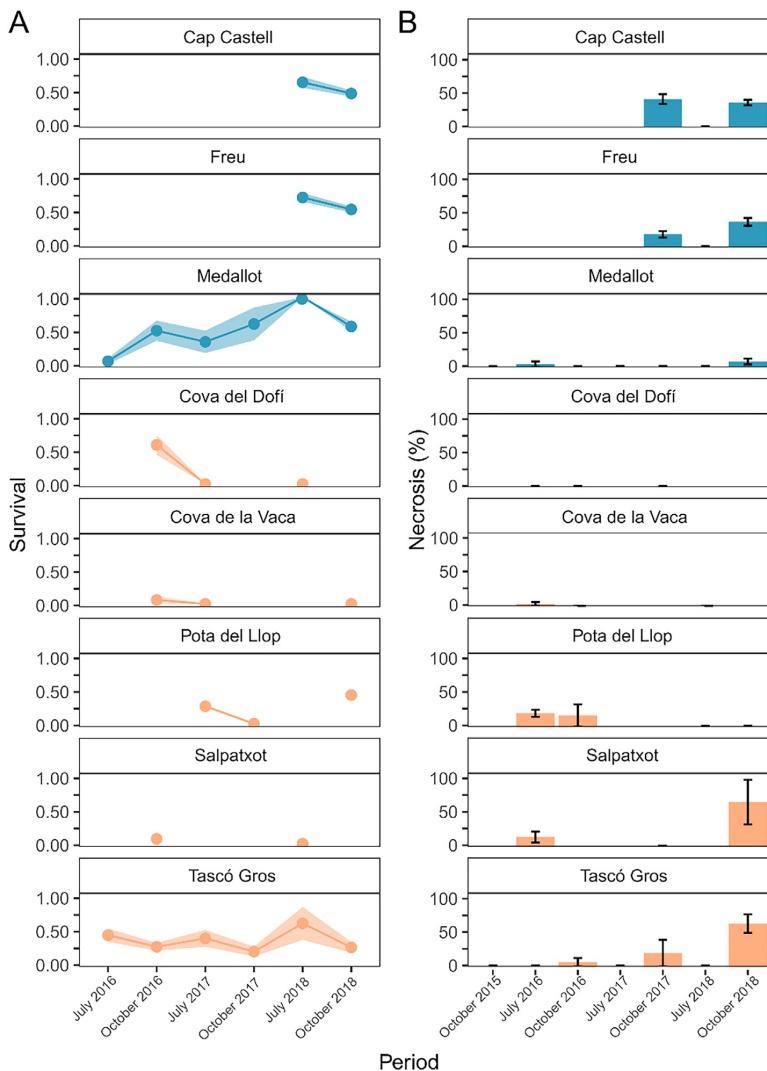 A
Cap Castell
1.00
0.50
0.00
Freu
1.00
0.50
0.00
Medallot
1.00
0.50
0.00
Cova del Dofí
1.00
0.50
0.00
Cova de la Vaca
1.00
0.50
0.00
Pota del Llop
1.00
0.50
0.00
Salpatxot
1.00
0.50
0.00
Tascó Gros
1.00
0.50
0.00
Survival
July 2016
October 2016
July 2017
October 2017
July 2018
October 2018
B
Cap Castell
100
50
0
Freu
100
50
0
Medallot
100
50
0
Cova del Dofí
100
50
0
Cova de la Vaca
100
50
0
Pota del Llop
100
50
0
Salpatxot
100
50
0
Tascó Gros
100
50
0
Necrosis (%)
October 2015
July 2016
October 2016
July 2017
October 2017
July 2018
October 2018
Period